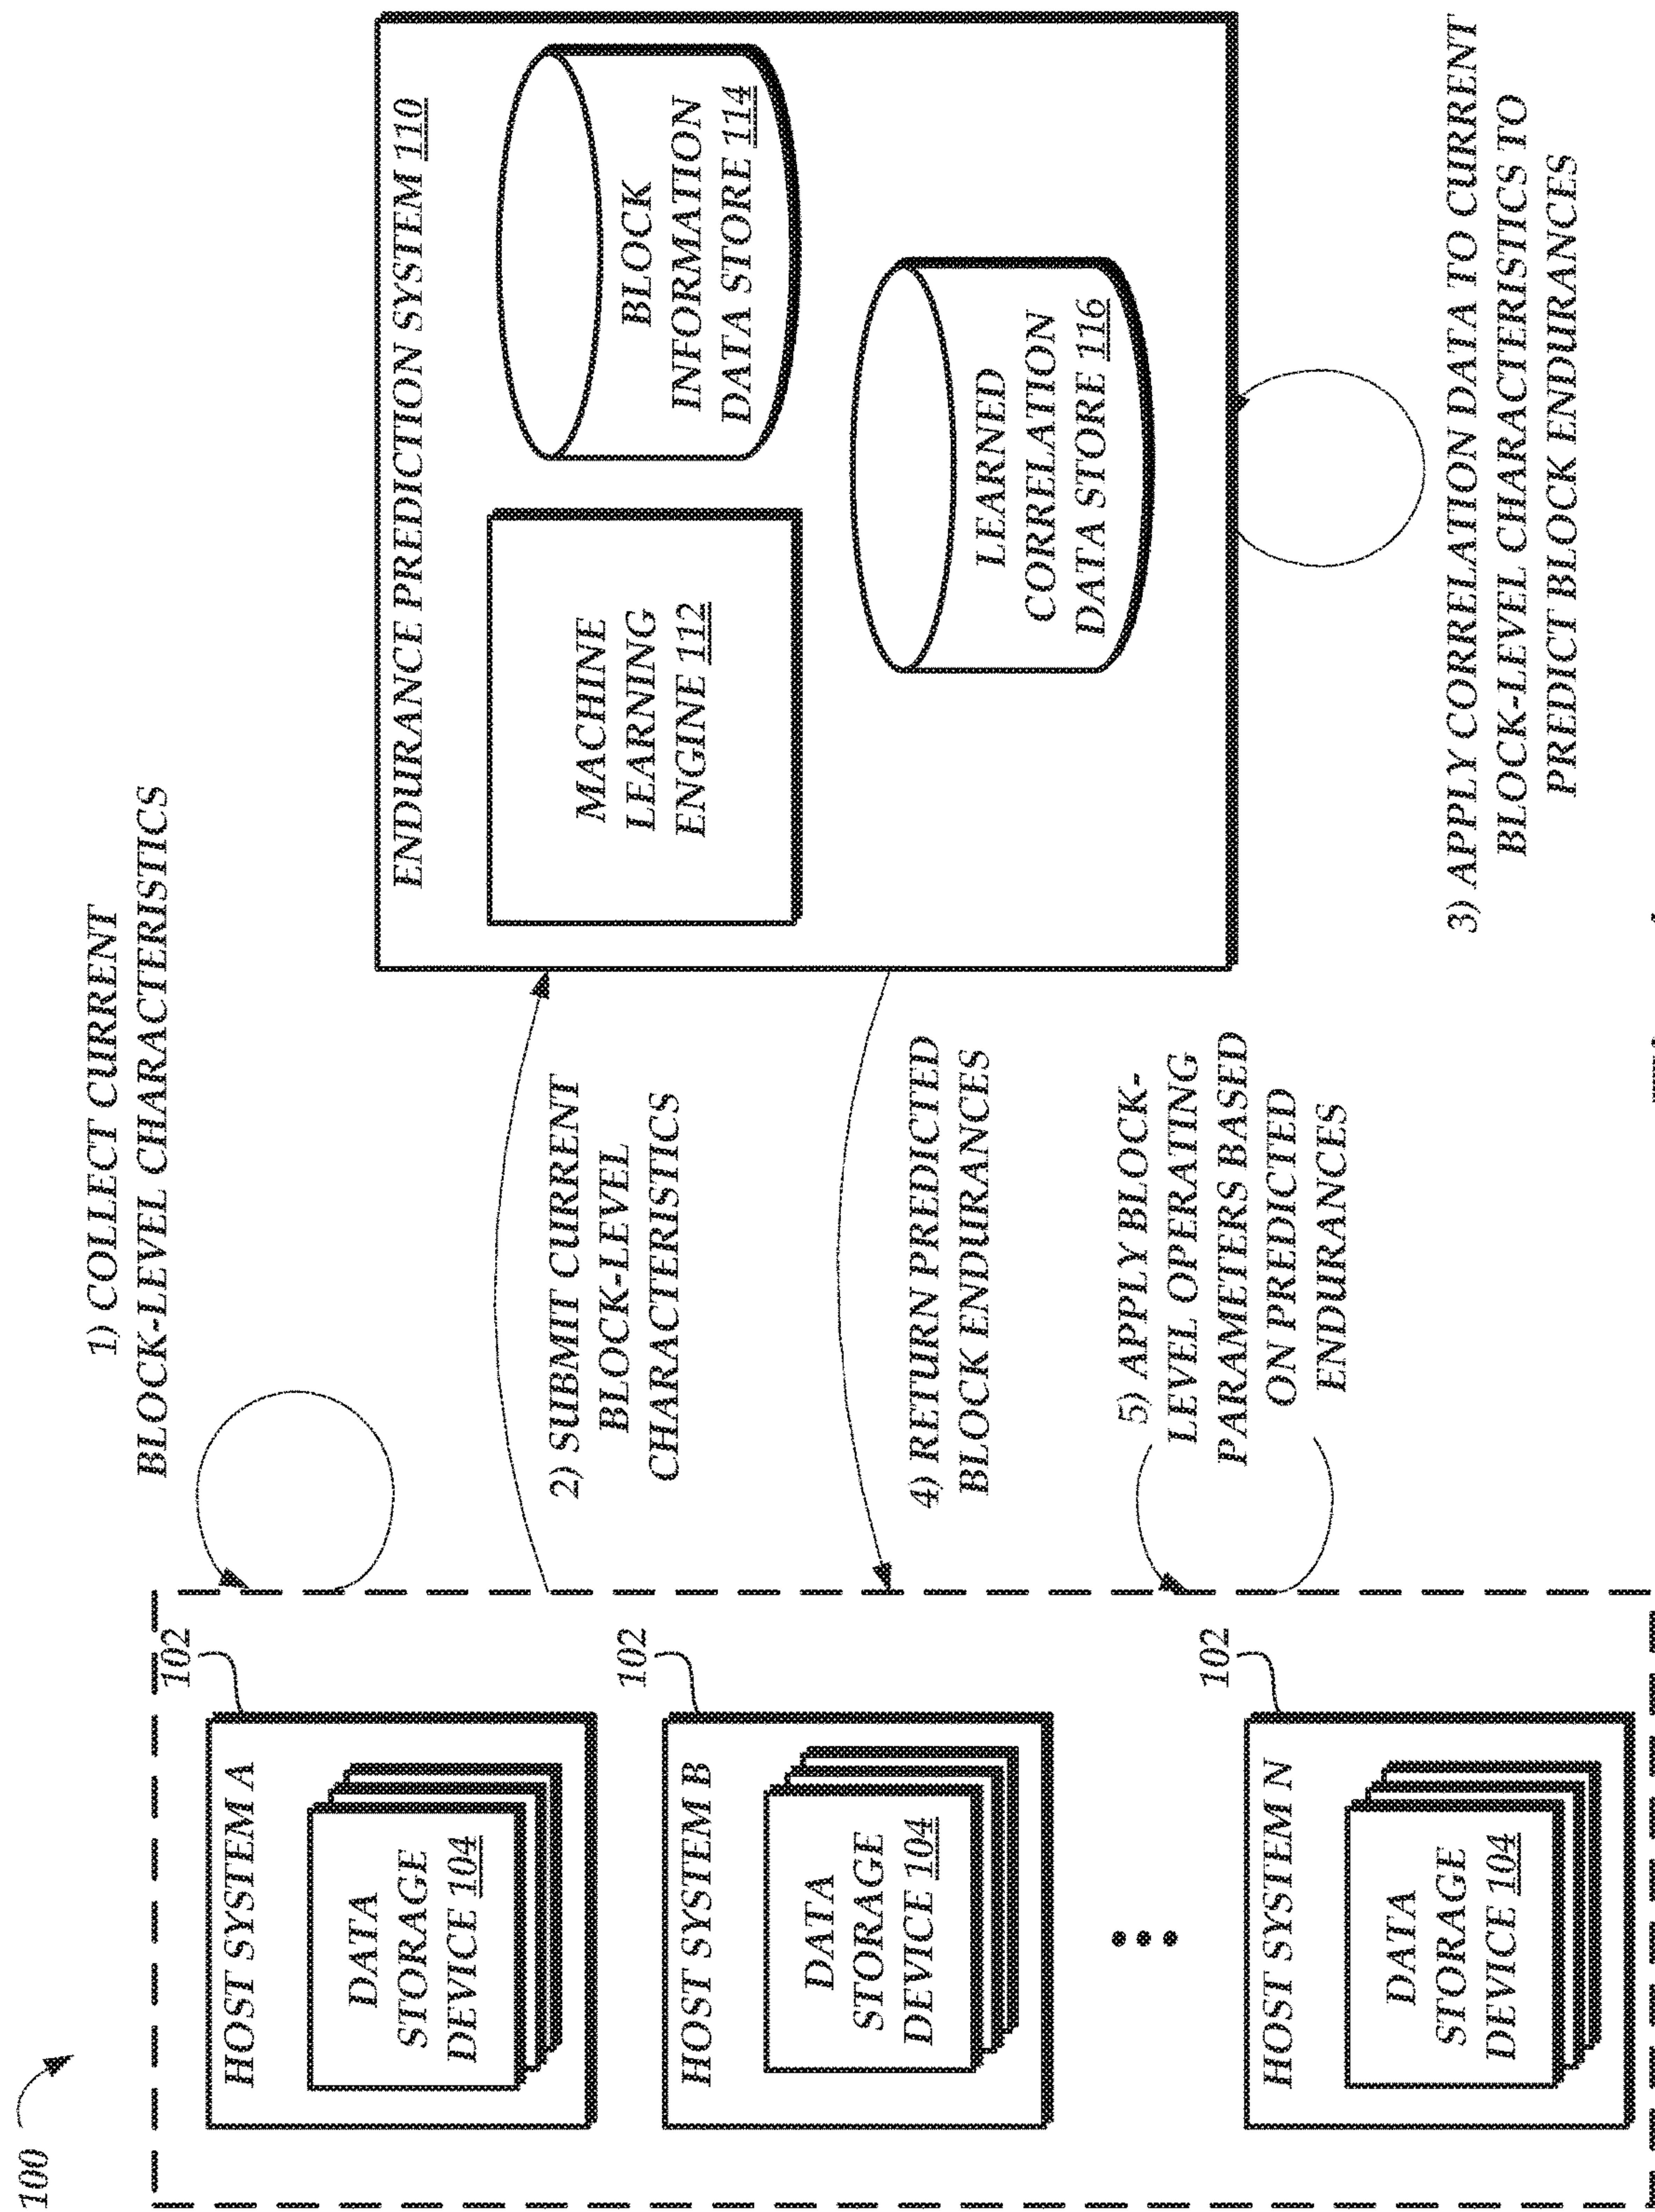 100
HOST SYSTEM A
102
DATA
STORAGE
DEVICE 104
HOST SYSTEM B
102
DATA
STORAGE
DEVICE 104
HOST SYSTEM N
102
DATA
STORAGE
DEVICE 104
1) COLLECT CURRENT
BLOCK-LEVEL CHARACTERISTICS
2) SUBMIT CURRENT
BLOCK-LEVEL
CHARACTERISTICS
4) RETURN PREDICTED
BLOCK ENDURANCES
5) APPLY BLOCK-
LEVEL OPERATING
PARAMETERS BASED
ON PREDICTED
ENDURANCES
ENDURANCE PREDICTION SYSTEM 110
MACHINE
LEARNING
ENGINE 112
BLOCK
INFORMATION
DATA STORE 114
LEARNED
CORRELATION
DATA STORE 116
3) APPLY CORRELATION DATA TO CURRENT
BLOCK-LEVEL CHARACTERISTICS TO
PREDICT BLOCK ENDURANCES